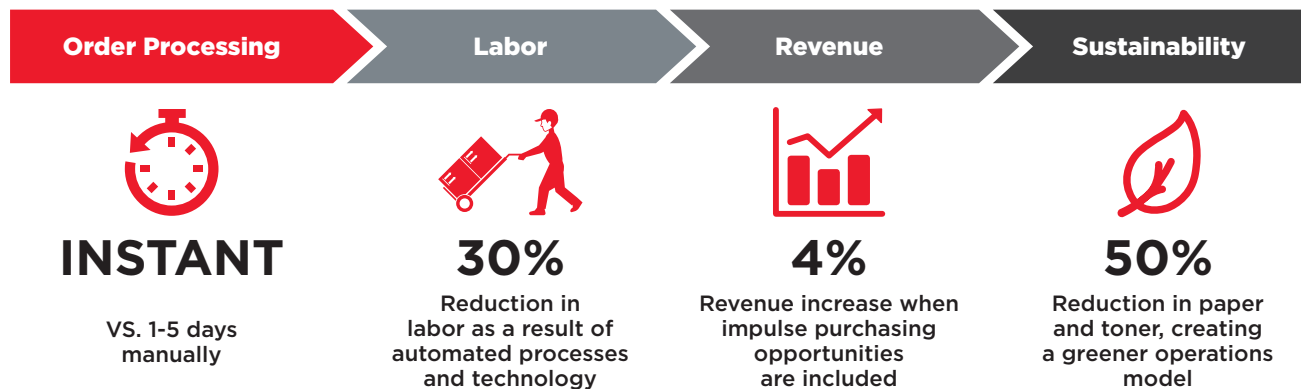 Order Processing
Labor
Revenue
Sustainability
INSTANT
VS. 1-5 days
manually
30%
Reduction in
labor as a result of
automated processes
and technology
4%
Revenue increase when
impulse purchasing
opportunities
are included
50%
Reduction in paper
and toner, creating
a greener operations
model